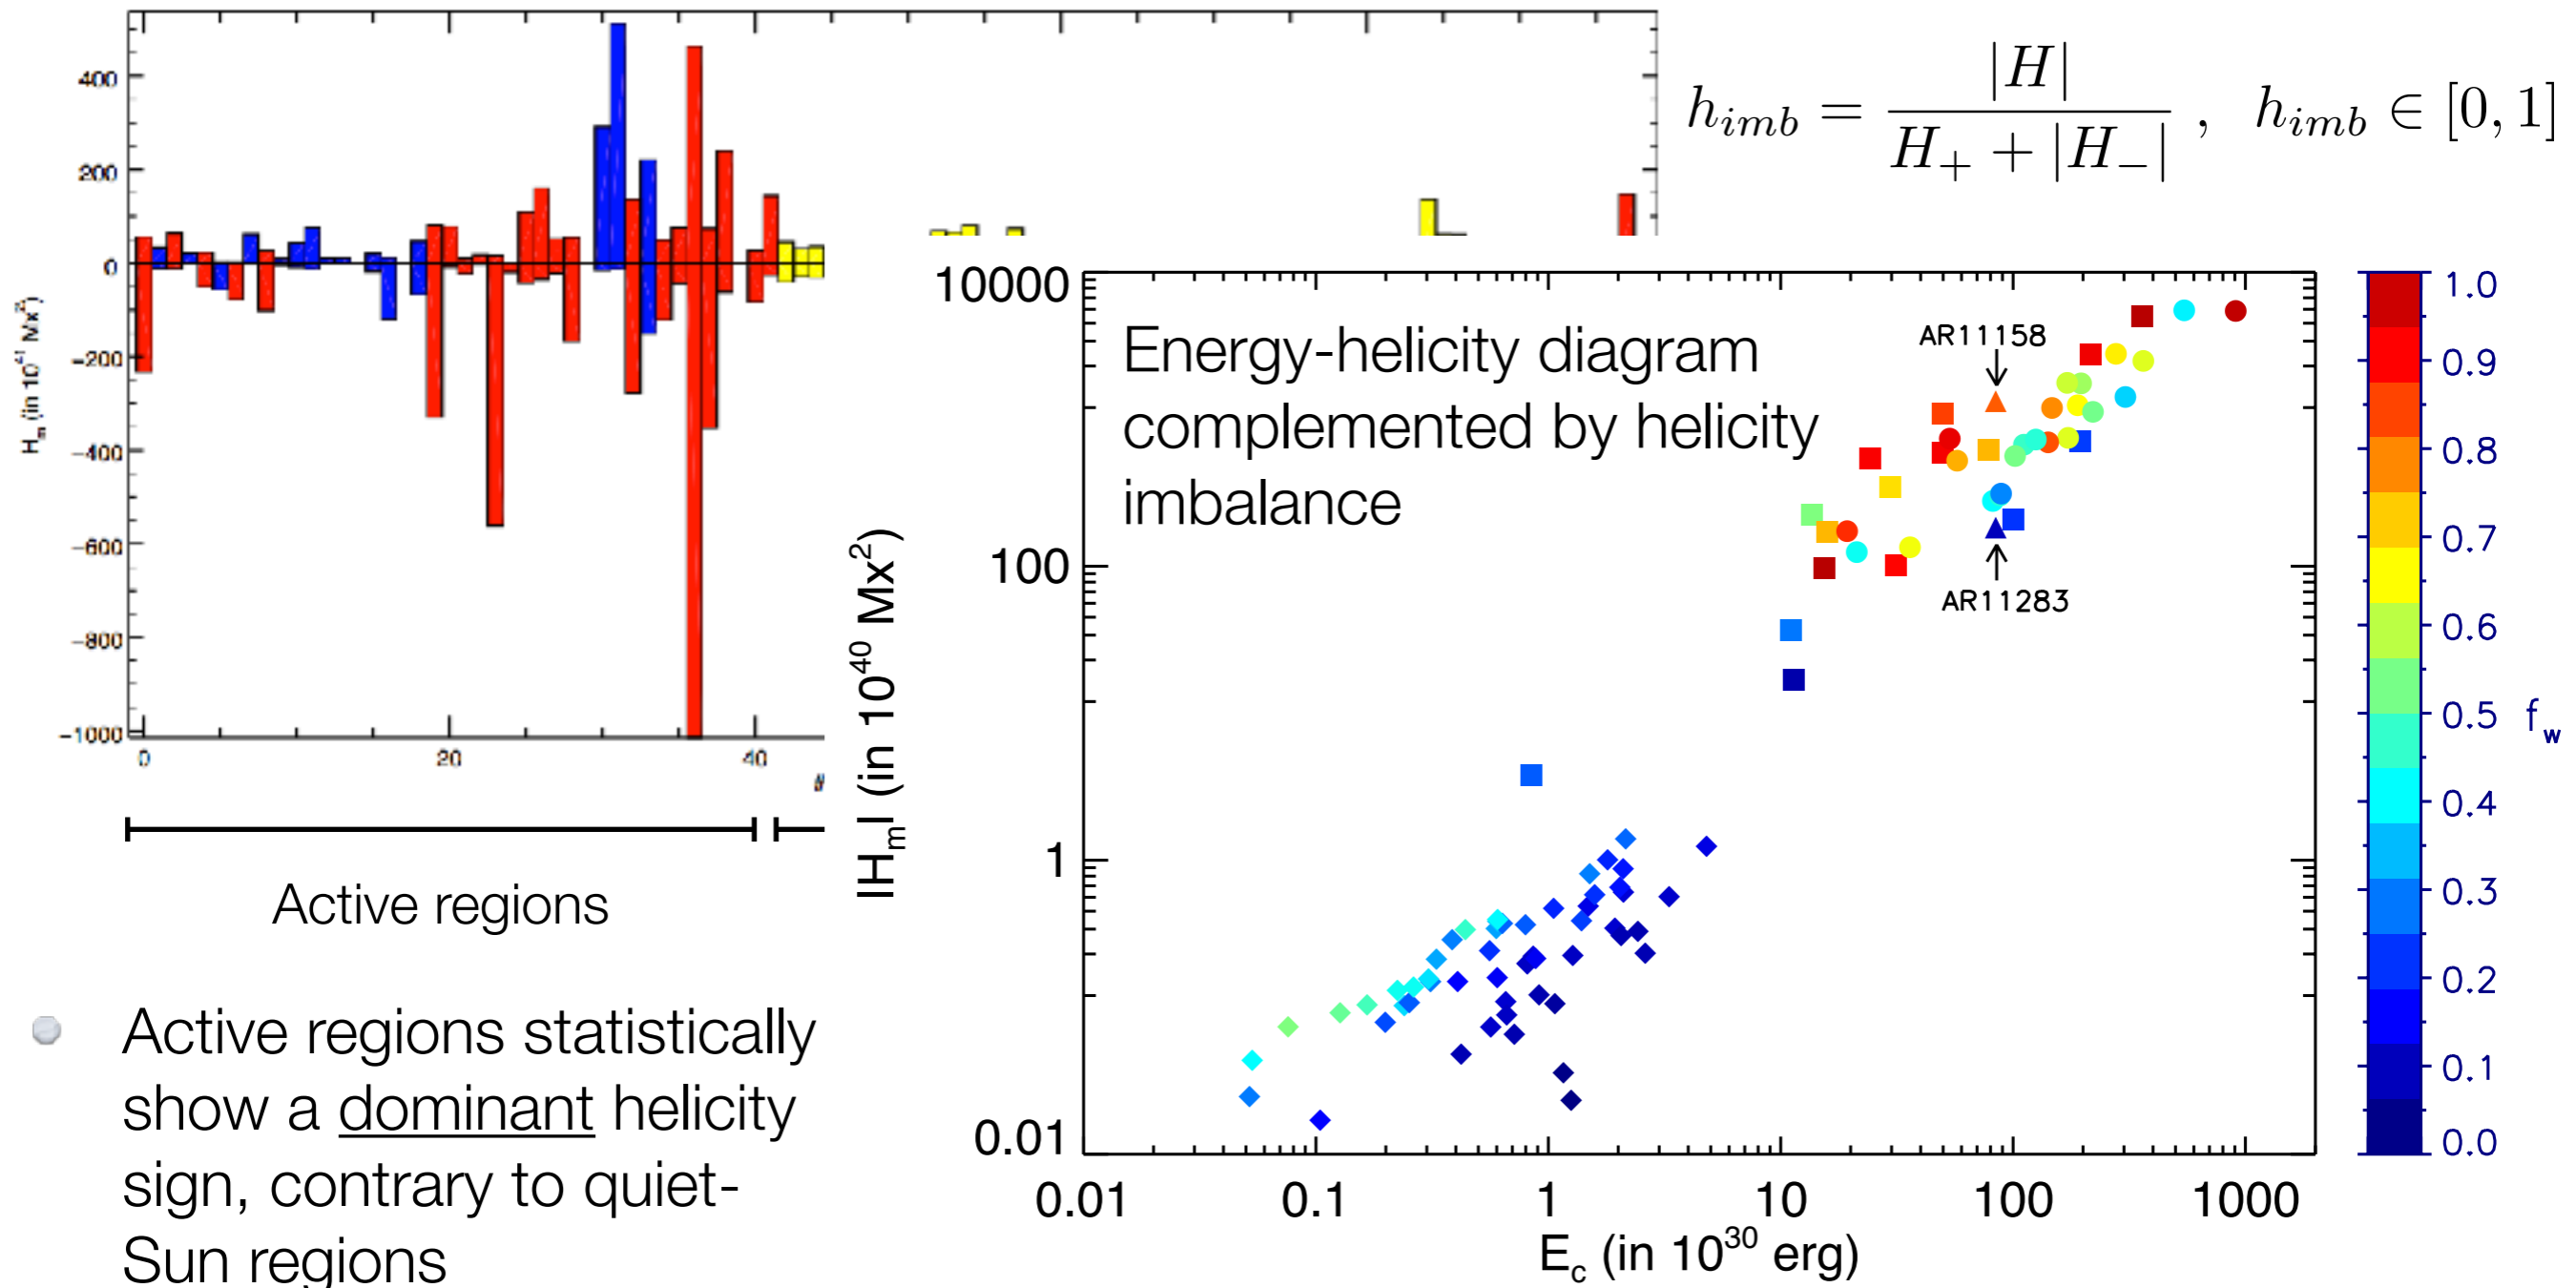 400
200
0
−200
−400
−600
−800
−1000
H_m (in 10^41 Mx^2)
0
20
40
#
Active regions
Active regions statistically
show a dominant helicity
sign, contrary to quiet-
Sun regions
h_imb = |H| / (H_+ + |H_−|) , h_imb ∈ [0, 1]
Energy-helicity diagram
complemented by helicity
imbalance
10000
100
1
0.01
|H_m| (in 10^40 Mx^2)
AR11158
AR11283
0.01
0.1
1
10
100
1000
E_c (in 10^30 erg)
1.0
0.9
0.8
0.7
0.6
0.5
0.4
0.3
0.2
0.1
0.0
f_w